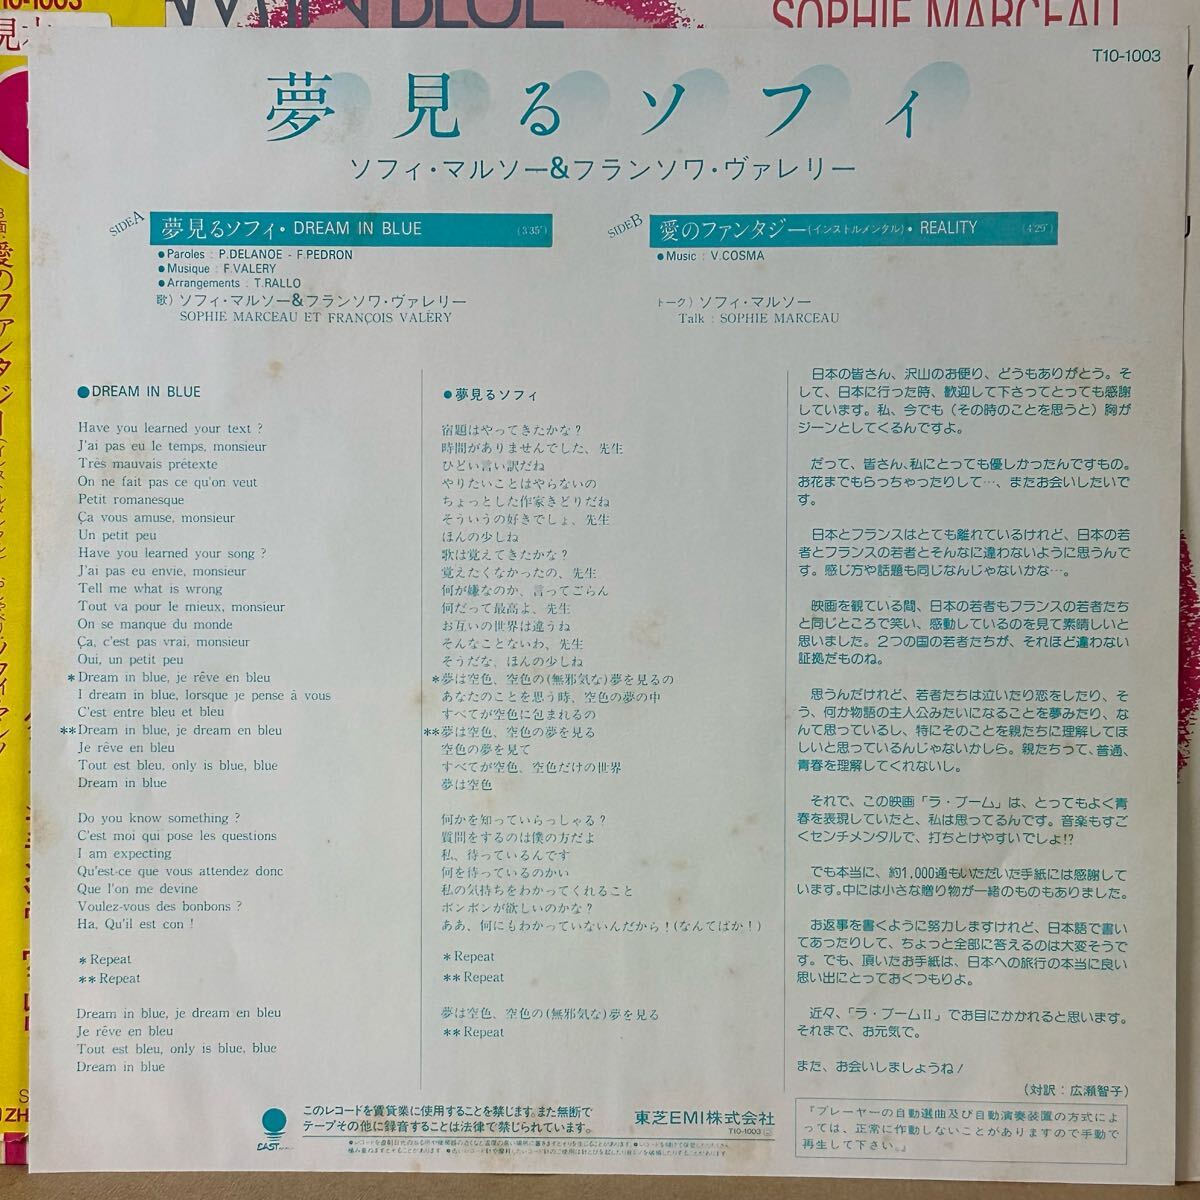 10-1003
見本
IN BLUE
SOPHIE MARCEAU
T10-1003
夢見るソフィ
ソフィ・マルソー&フランソワ・ヴァレリー
SIDE A
夢見るソフィ・DREAM IN BLUE (3'35")
●Paroles : P.DELANOE - F.PEDRON
●Musique : F.VALERY
●Arrangements : T.RALLO
歌) ソフィ・マルソー&フランソワ・ヴァレリー
SOPHIE MARCEAU ET FRANÇOIS VALÉRY
SIDE B
愛のファンタジー(インストルメンタル)・REALITY (4'29")
●Music : V.COSMA
トーク) ソフィ・マルソー
Talk : SOPHIE MARCEAU
●DREAM IN BLUE
Have you learned your text ?
J'ai pas eu le temps, monsieur
Très mauvais prétexte
On ne fait pas ce qu'on veut
Petit romanesque
Ça vous amuse, monsieur
Un petit peu
Have you learned your song ?
J'ai pas eu envie, monsieur
Tell me what is wrong
Tout va pour le mieux, monsieur
On se manque du monde
Ça, c'est pas vrai, monsieur
Oui, un petit peu
*Dream in blue, je rêve en bleu
I dream in blue, lorsque je pense à vous
C'est entre bleu et bleu
**Dream in blue, je dream en bleu
Je rêve en bleu
Tout est bleu, only is blue, blue
Dream in blue
Do you know something ?
C'est moi qui pose les questions
I am expecting
Qu'est-ce que vous attendez donc
Que l'on me devine
Voulez-vous des bonbons ?
Ha, Qu'il est con !
*Repeat
**Repeat
Dream in blue, je dream en bleu
Je rêve en bleu
Tout est bleu, only is blue, blue
Dream in blue
●夢見るソフィ
宿題はやってきたかな?
時間がありませんでした、先生
ひどい言い訳だね
やりたいことはやらないの
ちょっとした作家きどりだね
そういうの好きでしょ、先生
ほんの少しね
歌は覚えてきたかな?
覚えたくなかったの、先生
何が嫌なのか、言ってごらん
何だって最高よ、先生
お互いの世界は違うね
そんなことないわ、先生
そうだな、ほんの少しね
*夢は空色、空色の(無邪気な)夢を見るの
あなたのことを思う時、空色の夢の中
すべてが空色に包まれるの
**夢は空色、空色の夢を見る
空色の夢を見て
すべてが空色、空色だけの世界
夢は空色
何かを知っていらっしゃる?
質問をするのは僕の方だよ
私、待っているんです
何を待っているのかい
私の気持ちをわかってくれること
ボンボンが欲しいのかな?
ああ、何にもわかっていないんだから!(なんてばか!)
*Repeat
**Repeat
夢は空色、空色の(無邪気な)夢を見る
**Repeat
日本の皆さん、沢山のお便り、どうもありがとう。そ
して、日本に行った時、歓迎して下さってとっても感謝
しています。私、今でも(その時のことを思うと)胸が
ジーンとしてくるんですよ。
だって、皆さん、私にとっても優しかったんですもの。
お花までもらっちゃったりして…、またお会いしたいで
す。
日本とフランスはとても離れているけれど、日本の若
者とフランスの若者とそんなに違わないように思うんで
す。感じ方や話題も同じなんじゃないかな…。
映画を観ている間、日本の若者もフランスの若者たち
と同じところで笑い、感動しているのを見て素晴しいと
思いました。2つの国の若者たちが、それほど違わない
証拠だものね。
思うんだけれど、若者たちは泣いたり恋をしたり、そ
う、何か物語の主人公みたいになることを夢みたり、な
んて思っているし、特にそのことを親たちに理解してほ
しいと思っているんじゃないかしら。親たちって、普通、
青春を理解してくれないし。
それで、この映画「ラ・ブーム」は、とってもよく青
春を表現していたと、私は思ってるんです。音楽もすご
くセンチメンタルで、打ちとけやすいでしょ!?
でも本当に、約1,000通もいただいた手紙には感謝して
います。中には小さな贈り物が一緒のものもありました。
お返事を書くように努力しますけれど、日本語で書い
てあったりして、ちょっと全部に答えるのは大変そうで
す。でも、頂いたお手紙は、日本への旅行の本当に良い
思い出にとっておくつもりよ。
近々、「ラ・ブームII」でお目にかかれると思います。
それまで、お元気で。
また、お会いしましょうね!
(対訳:広瀬智子)
EAST
このレコードを賃貸業に使用することを禁じます。また無断で
テープその他に録音することは法律で禁じられています。
東芝EMI株式会社
T10-1003
『プレーヤーの自動選曲及び自動演奏装置の方式によ
っては、正常に作動しないことがありますので手動で
再生して下さい。』